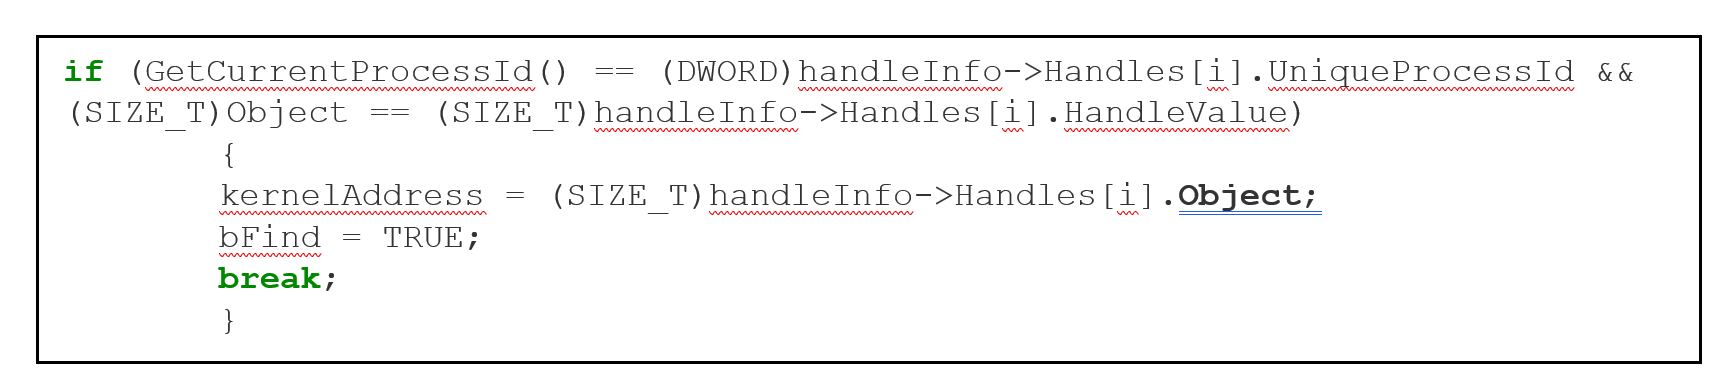 if (GetCurrentProcessId() == (DWORD)handleInfo->Handles[i].UniqueProcessId &&
(SIZE_T)Object == (SIZE_T)handleInfo->Handles[i].HandleValue)
{
kernelAddress = (SIZE_T)handleInfo->Handles[i].Object;
bFind = TRUE;
break;
}